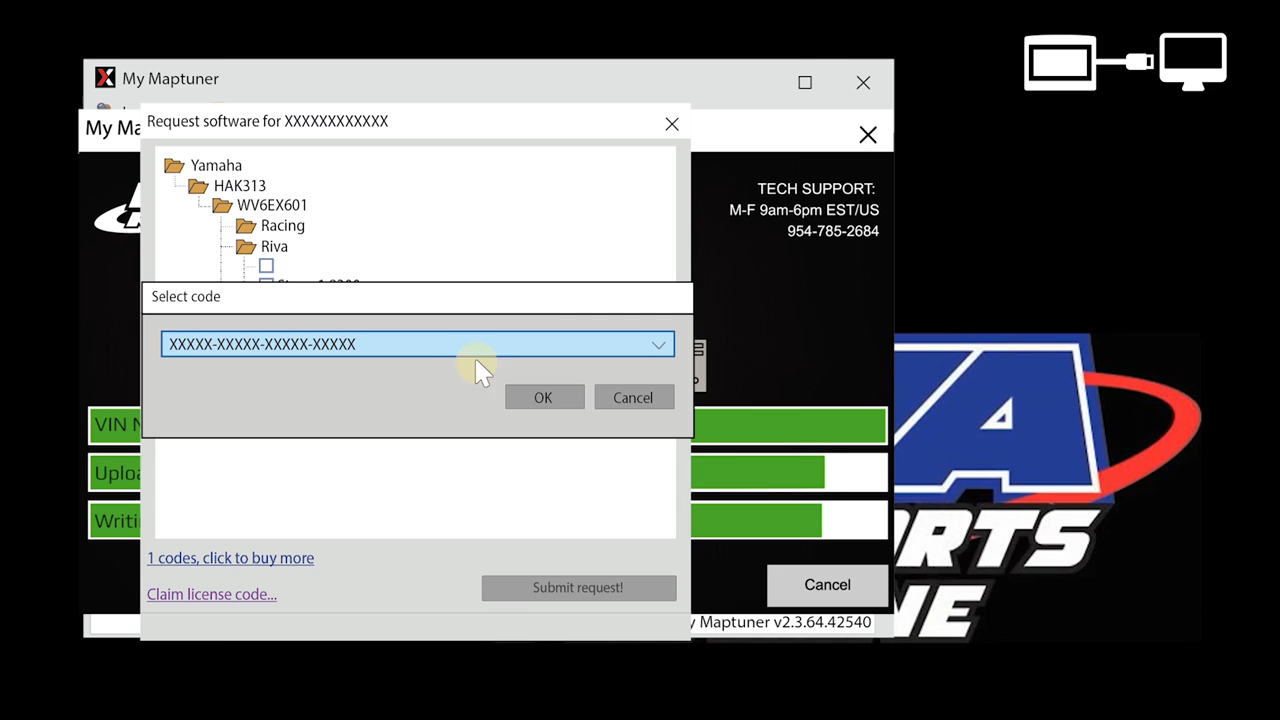 My Maptuner
My Ma
Request software for XXXXXXXXXXXX
Yamaha
HAK313
WV6EX601
Racing
Riva
TECH SUPPORT:
M-F 9am-6pm EST/US
954-785-2684
Select code
XXXXX-XXXXX-XXXXX-XXXXX
OK
Cancel
VIN N
Uploa
Writi
1 codes, click to buy more
Claim license code...
Submit request!
Cancel
y Maptuner v2.3.64.42540
A
RTS
NE